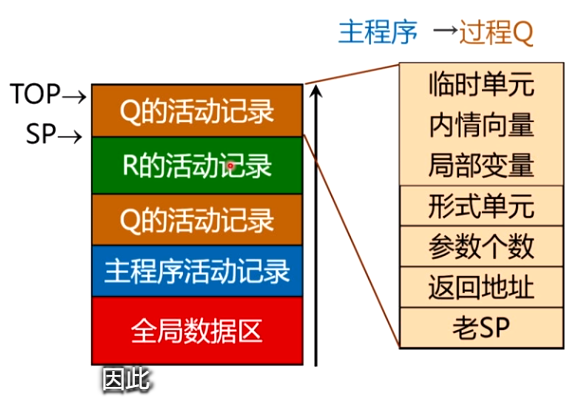 主程序 →过程Q
TOP→
SP→
Q的活动记录
R的活动记录
Q的活动记录
主程序活动记录
全局数据区
临时单元
内情向量
局部变量
形式单元
参数个数
返回地址
老SP
因此